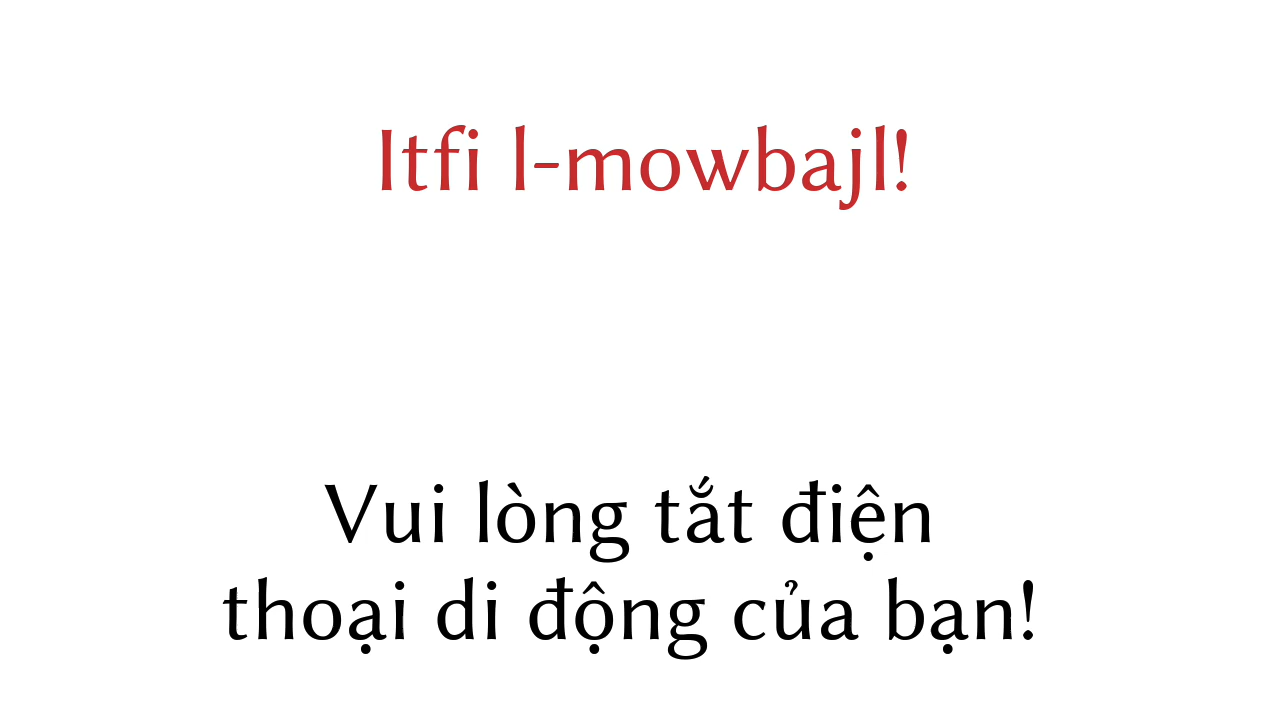 Itfi l-mowbajl!
Vui lòng tắt điện
thoại di động của bạn!